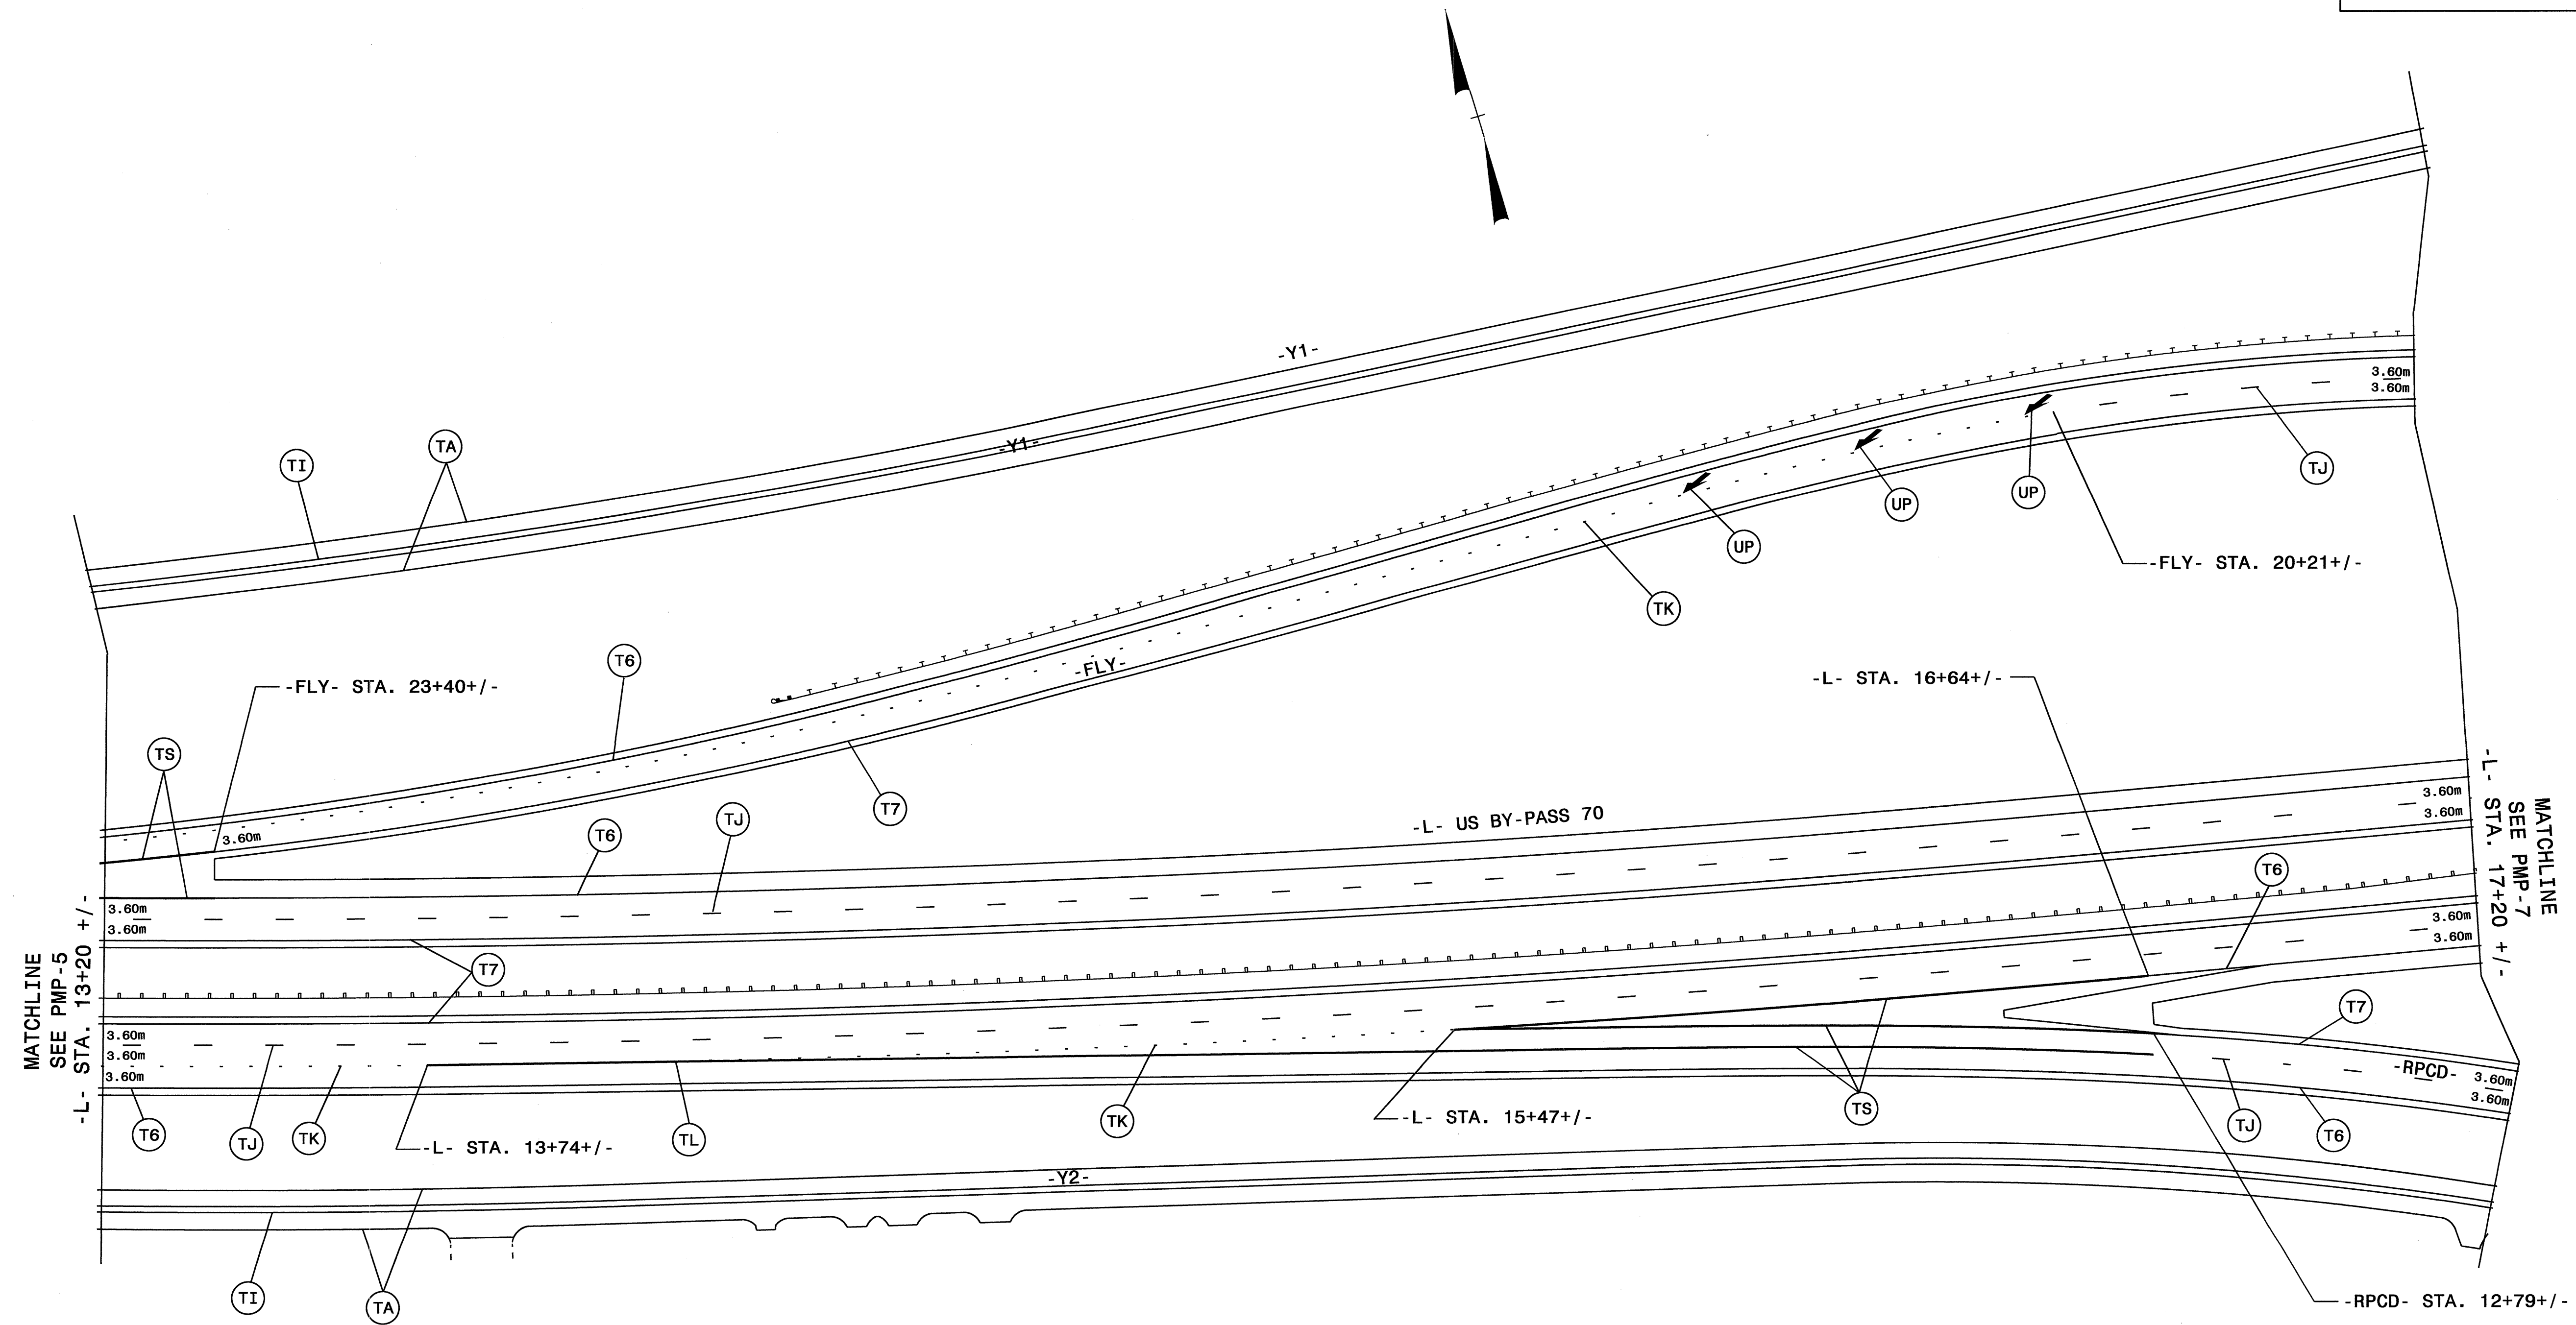 -Y1-
3.60m
3.60m
-Y1-
TA
TI
TJ
UP
UP
UP
-FLY- STA. 20+21+/-
TK
T6
-FLY-
-L- STA. 16+64+/-
-FLY- STA. 23+40+/-
TS
T7
TJ
T6
3.60m
-L- US BY-PASS 70
3.60m
3.60m
MATCHLINE
SEE PMP-7
-L- STA. 17+20 +/-
T6
3.60m
3.60m
3.60m
3.60m
T7
MATCHLINE
SEE PMP-5
-L- STA. 13+20 +/-
3.60m
3.60m
3.60m
T7
-RPCD-
3.60m
3.60m
T6
TJ
TK
-L- STA. 13+74+/-
TL
TK
-L- STA. 15+47+/-
TS
TJ
T6
-Y2-
TI
TA
-RPCD- STA. 12+79+/-